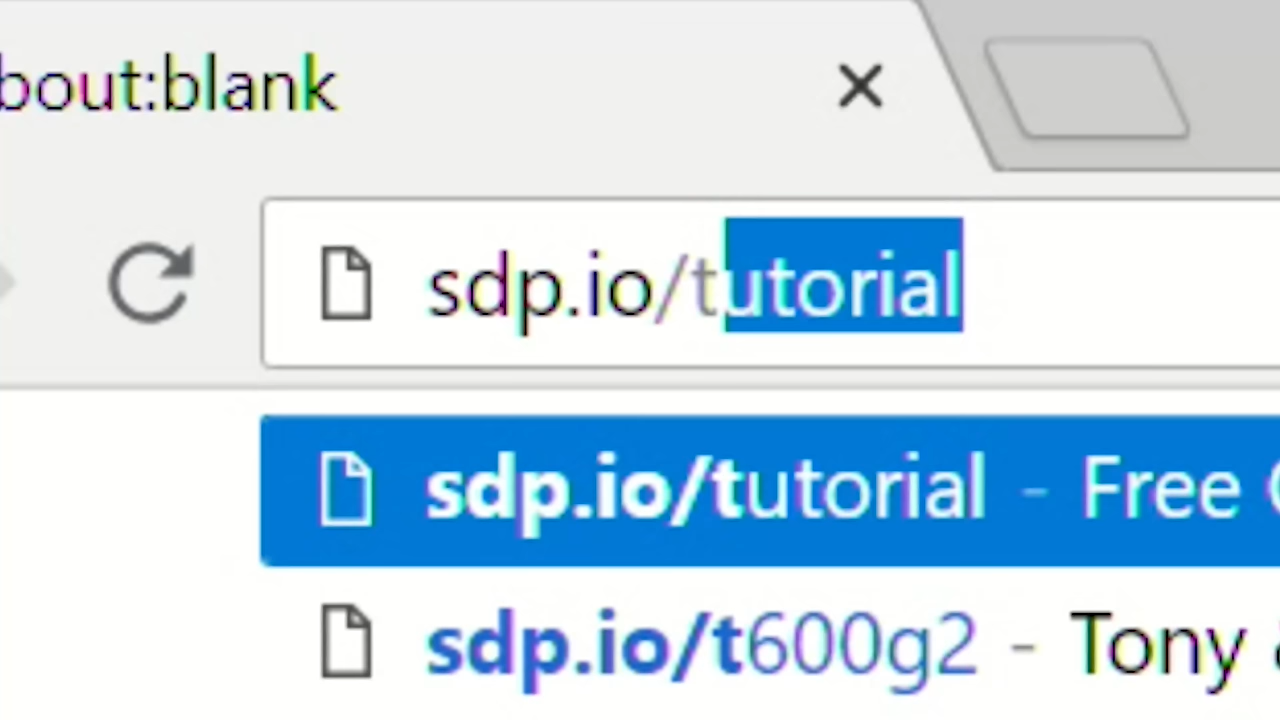 bout:blank
sdp.io/tutorial
sdp.io/tutorial - Free
sdp.io/t600g2 - Tony